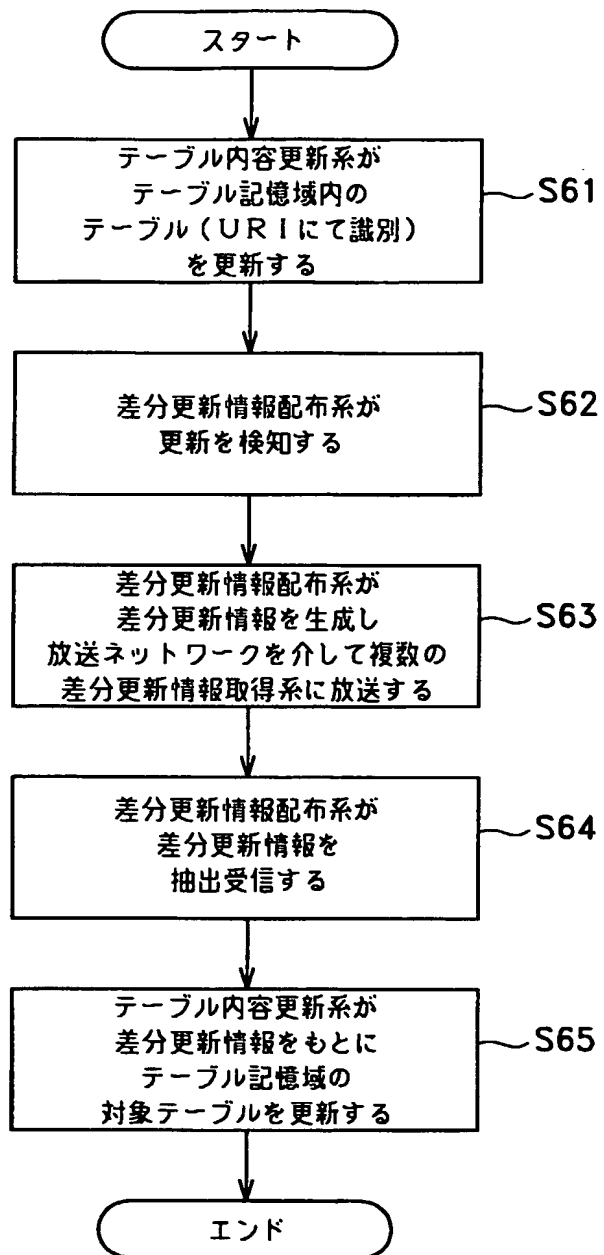 スタート
テーブル内容更新系が
テーブル記憶域内の
テーブル(URIにて識別)
を更新する
S61
差分更新情報配布系が
更新を検知する
S62
差分更新情報配布系が
差分更新情報を生成し
放送ネットワークを介して複数の
差分更新情報取得系に放送する
S63
差分更新情報配布系が
差分更新情報を
抽出受信する
S64
テーブル内容更新系が
差分更新情報をもとに
テーブル記憶域の
対象テーブルを更新する
S65
エンド